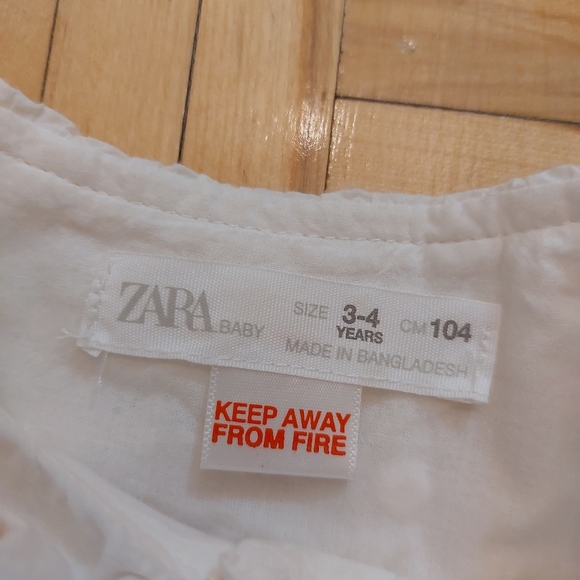 ZARA BABY SIZE 3-4 YEARS CM 104
MADE IN BANGLADESH
KEEP AWAY
FROM FIRE